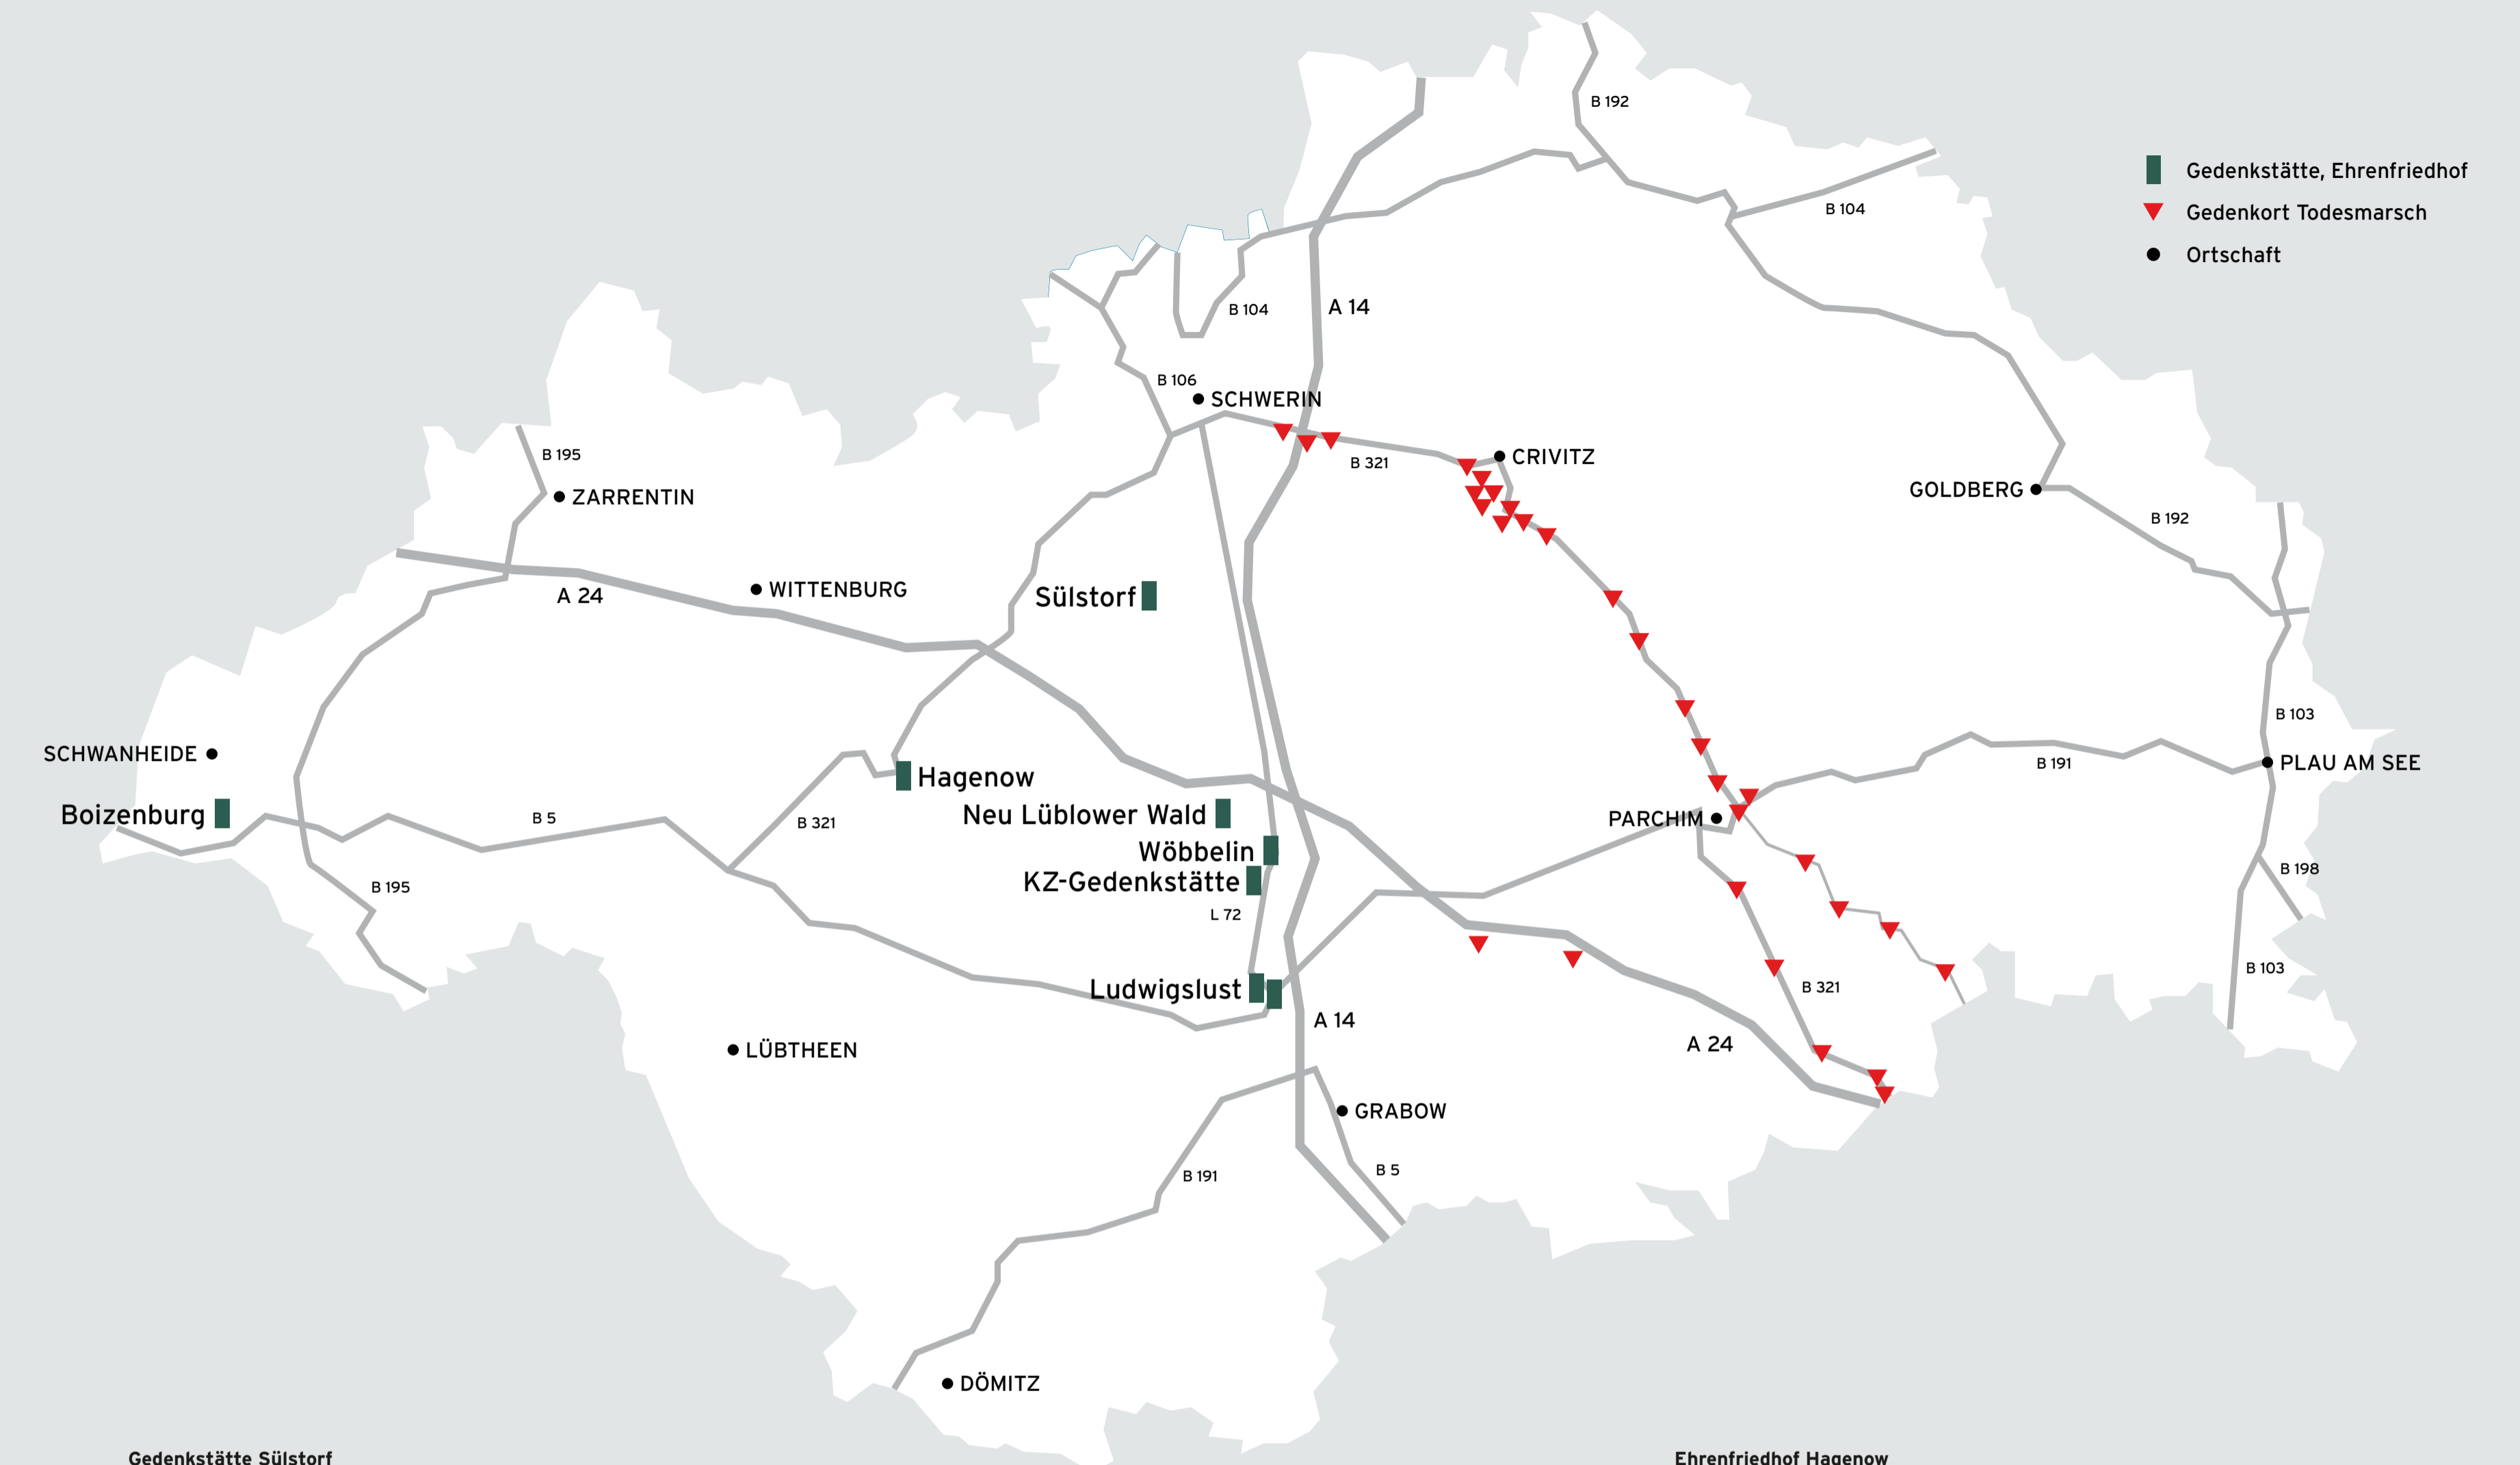 B 192
Gedenkstätte, Ehrenfriedhof
B 104
Gedenkort Todesmarsch
Ortschaft
B 104
A 14
B 106
SCHWERIN
B 195
B 321
CRIVITZ
ZARRENTIN
GOLDBERG
B 192
A 24
WITTENBURG
Sülstorf
B 103
SCHWANHEIDE
Hagenow
B 191
PLAU AM SEE
Boizenburg
B 5
B 321
Neu Lüblower Wald
PARCHIM
Wöbbelin
B 195
KZ-Gedenkstätte
B 198
L 72
B 103
Ludwigslust
B 321
A 14
LÜBTHEEN
A 24
GRABOW
B 191
B 5
DÖMITZ
Gedenkstätte Sülstorf
Ehrenfriedhof Hagenow